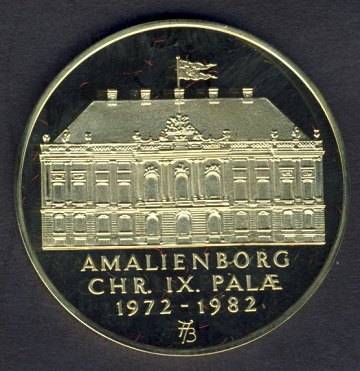 AMALIENBORG
CHR. IX. PALÆ
1972-1982